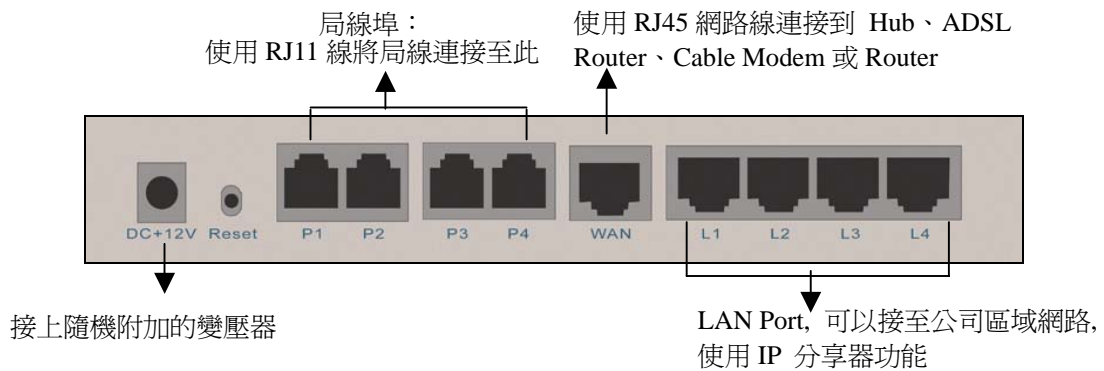 局線埠：
使用 RJ11 線將局線連接至此
使用 RJ45 網路線連接到 Hub、ADSL
Router、Cable Modem 或 Router
DC+12V Reset P1 P2 P3 P4 WAN L1 L2 L3 L4
接上隨機附加的變壓器
LAN Port, 可以接至公司區域網路,
使用 IP 分享器功能